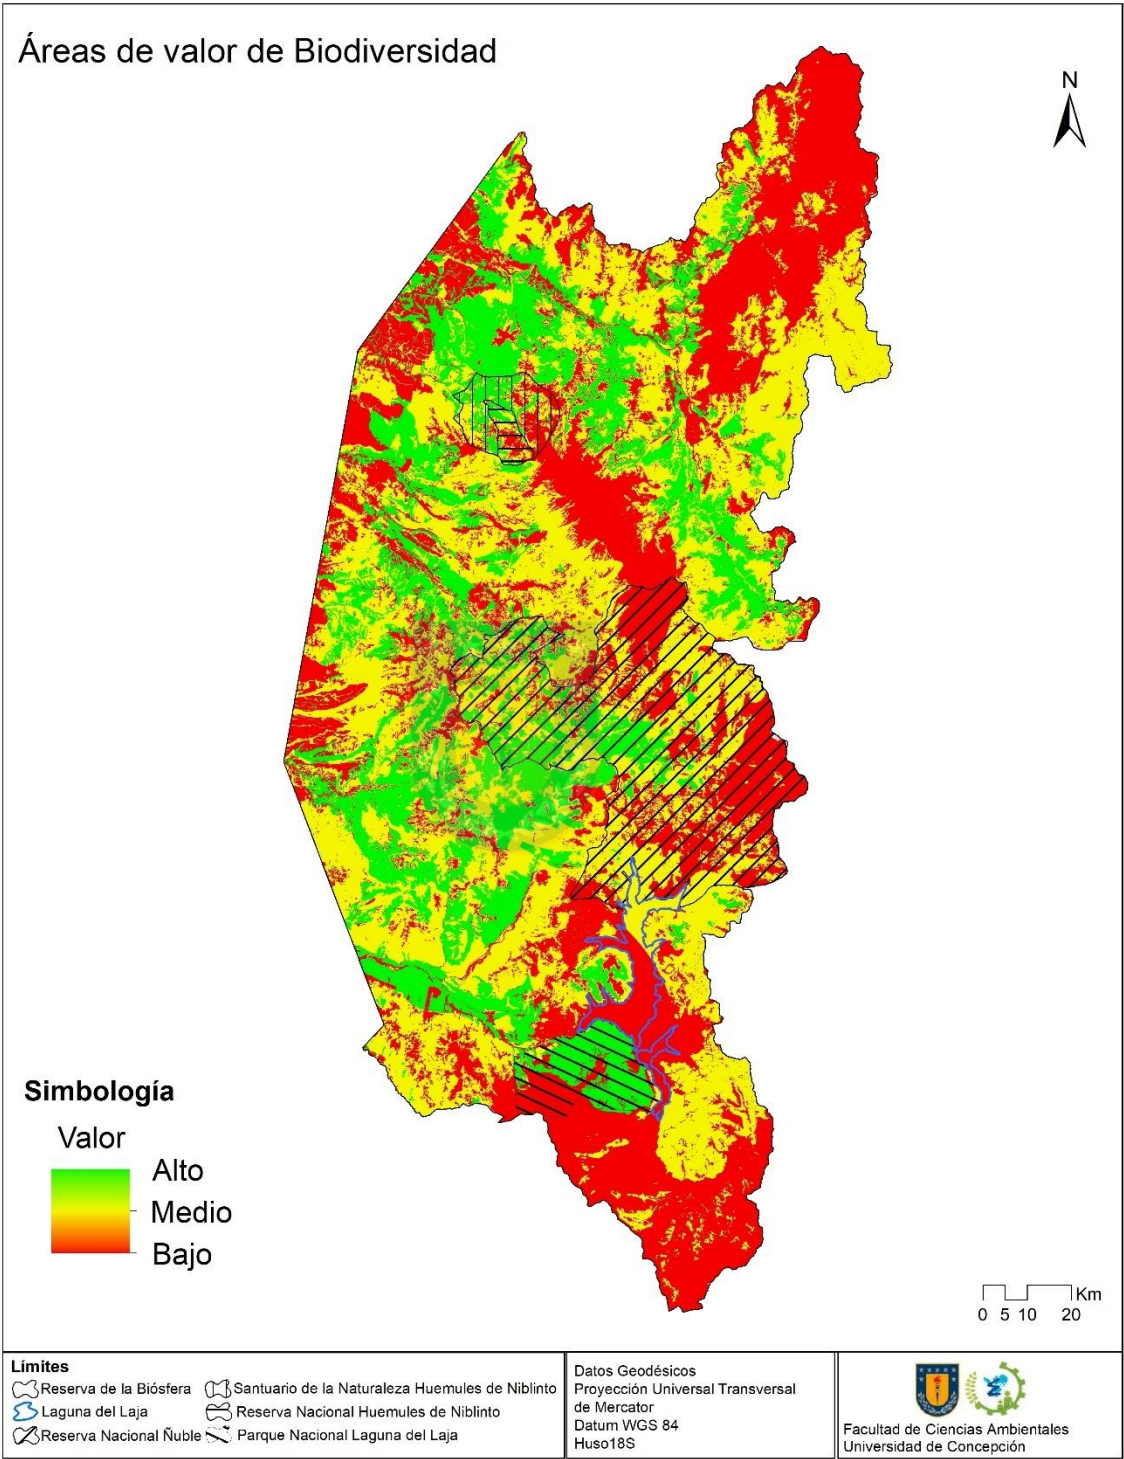 Áreas de valor de Biodiversidad
N
Simbología
Valor
Alto
Medio
Bajo
Km
0 5 10 20
Límites
Reserva de la Biósfera
Santuario de la Naturaleza Huemules de Niblinto
Laguna del Laja
Reserva Nacional Huemules de Niblinto
Reserva Nacional Ñuble
Parque Nacional Laguna del Laja
Datos Geodésicos
Proyección Universal Transversal
de Mercator
Datum WGS 84
Huso18S
Facultad de Ciencias Ambientales
Universidad de Concepción